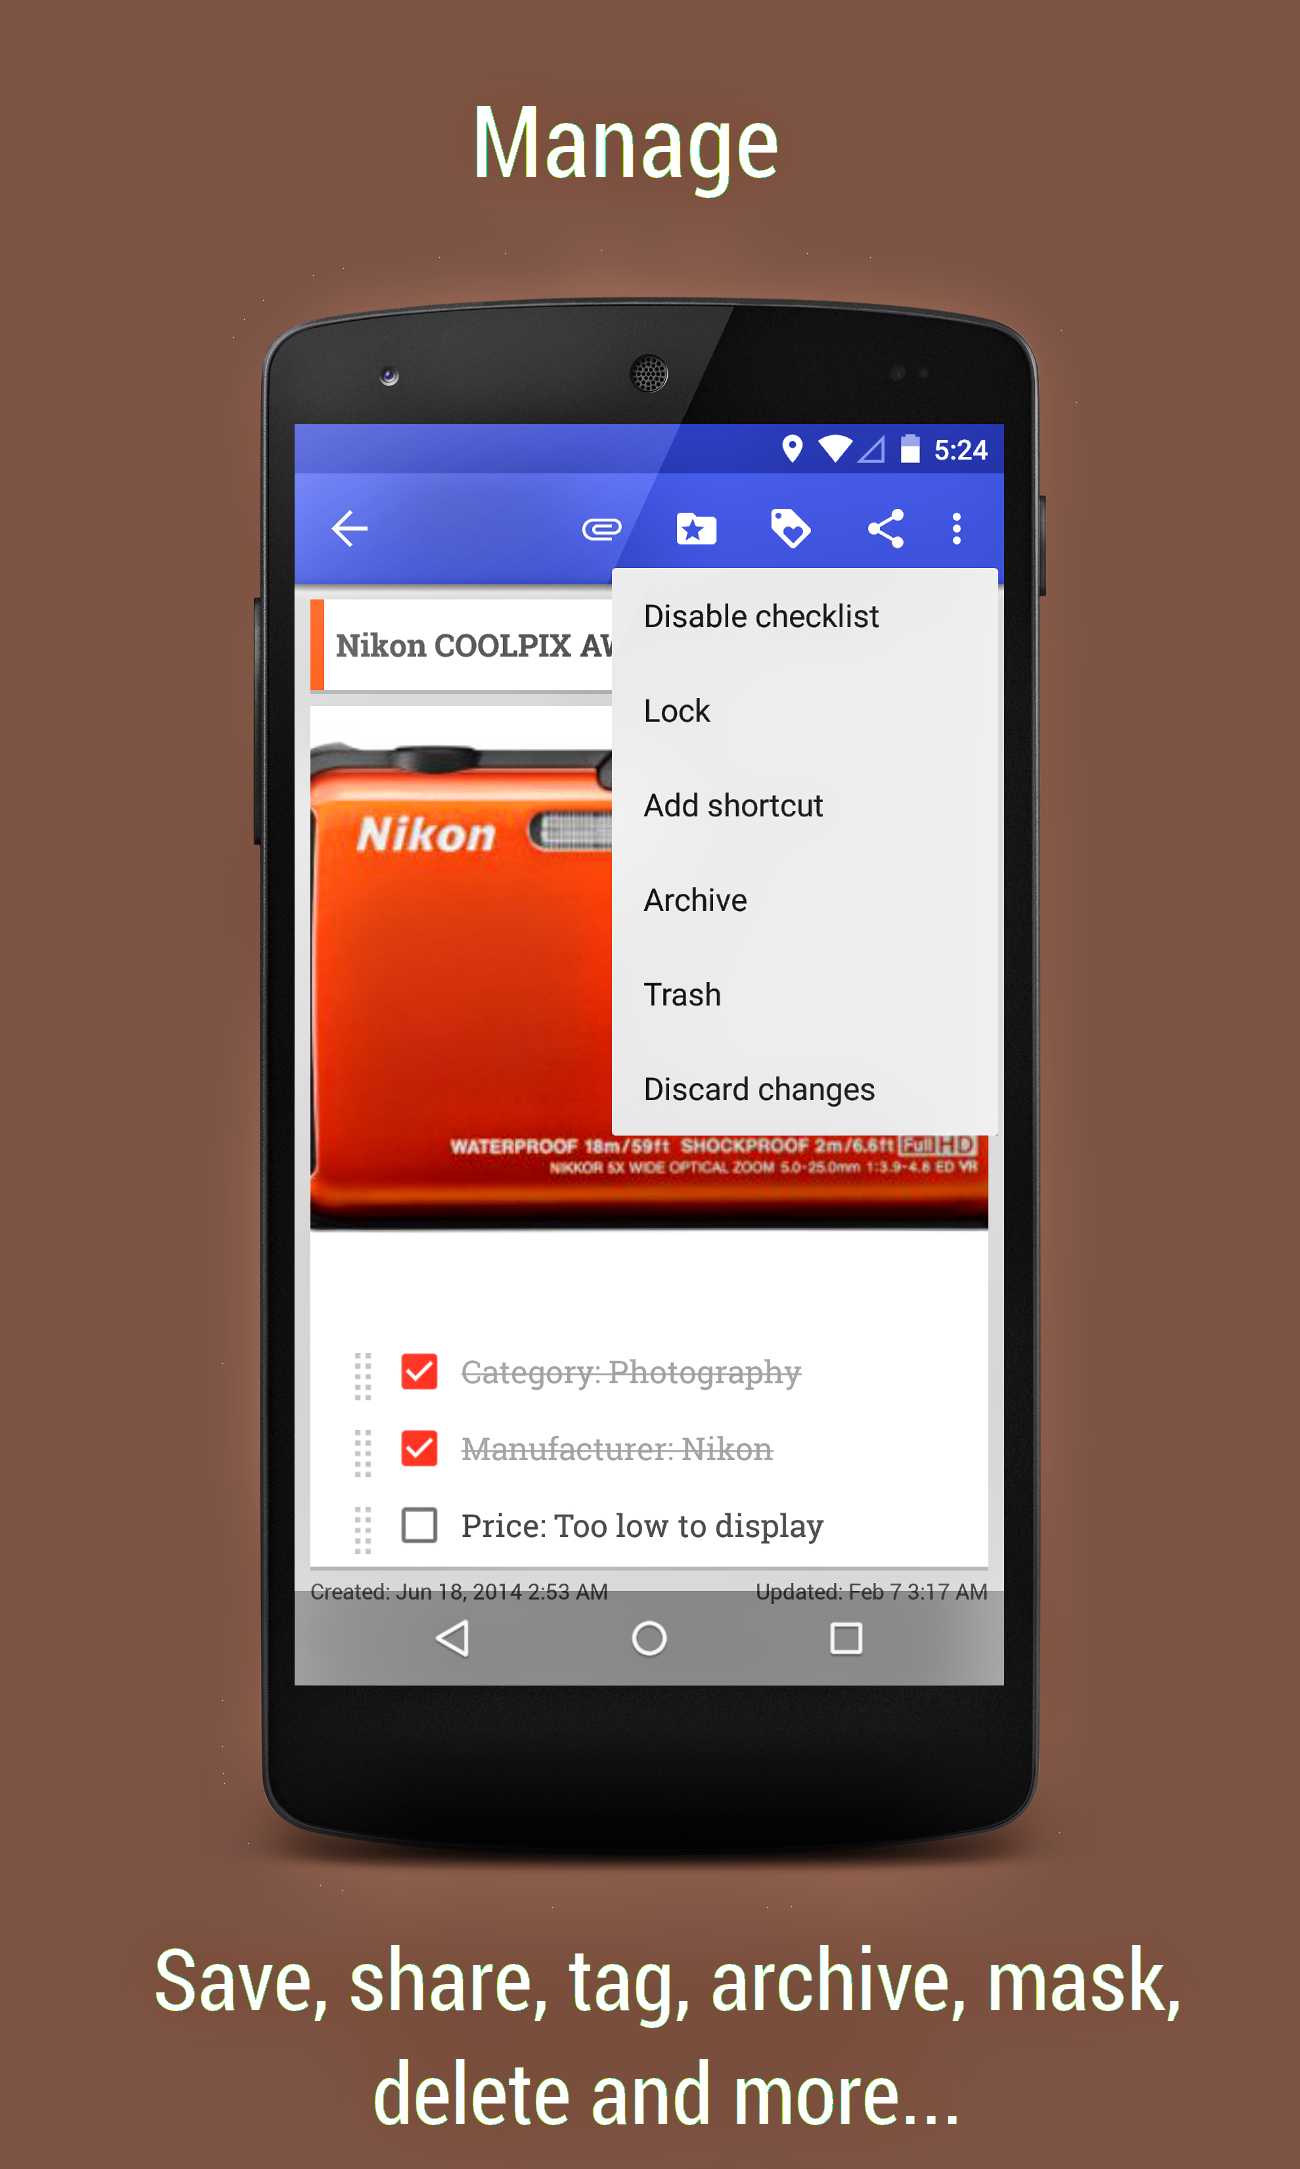 Manage
5:24
Disable checklist
Nikon COOLPIX
Lock
Add shortcut
Nikon
Archive
Trash
Discard changes
WATERPROOF 18m/59ft SHOCKPROOF 2m/6.6ft Full HD
NIKKOR 5X WIDE OPTICAL ZOOM 5.0-25.0mm 1:3.9-4.8 ED VR
Category: Photography
Manufacturer: Nikon
Price: Too low to display
Created: Jun 18, 2014 2:53 AM Updated: Feb 7 3:17 AM
Save, share, tag, archive, mask,
delete and more...